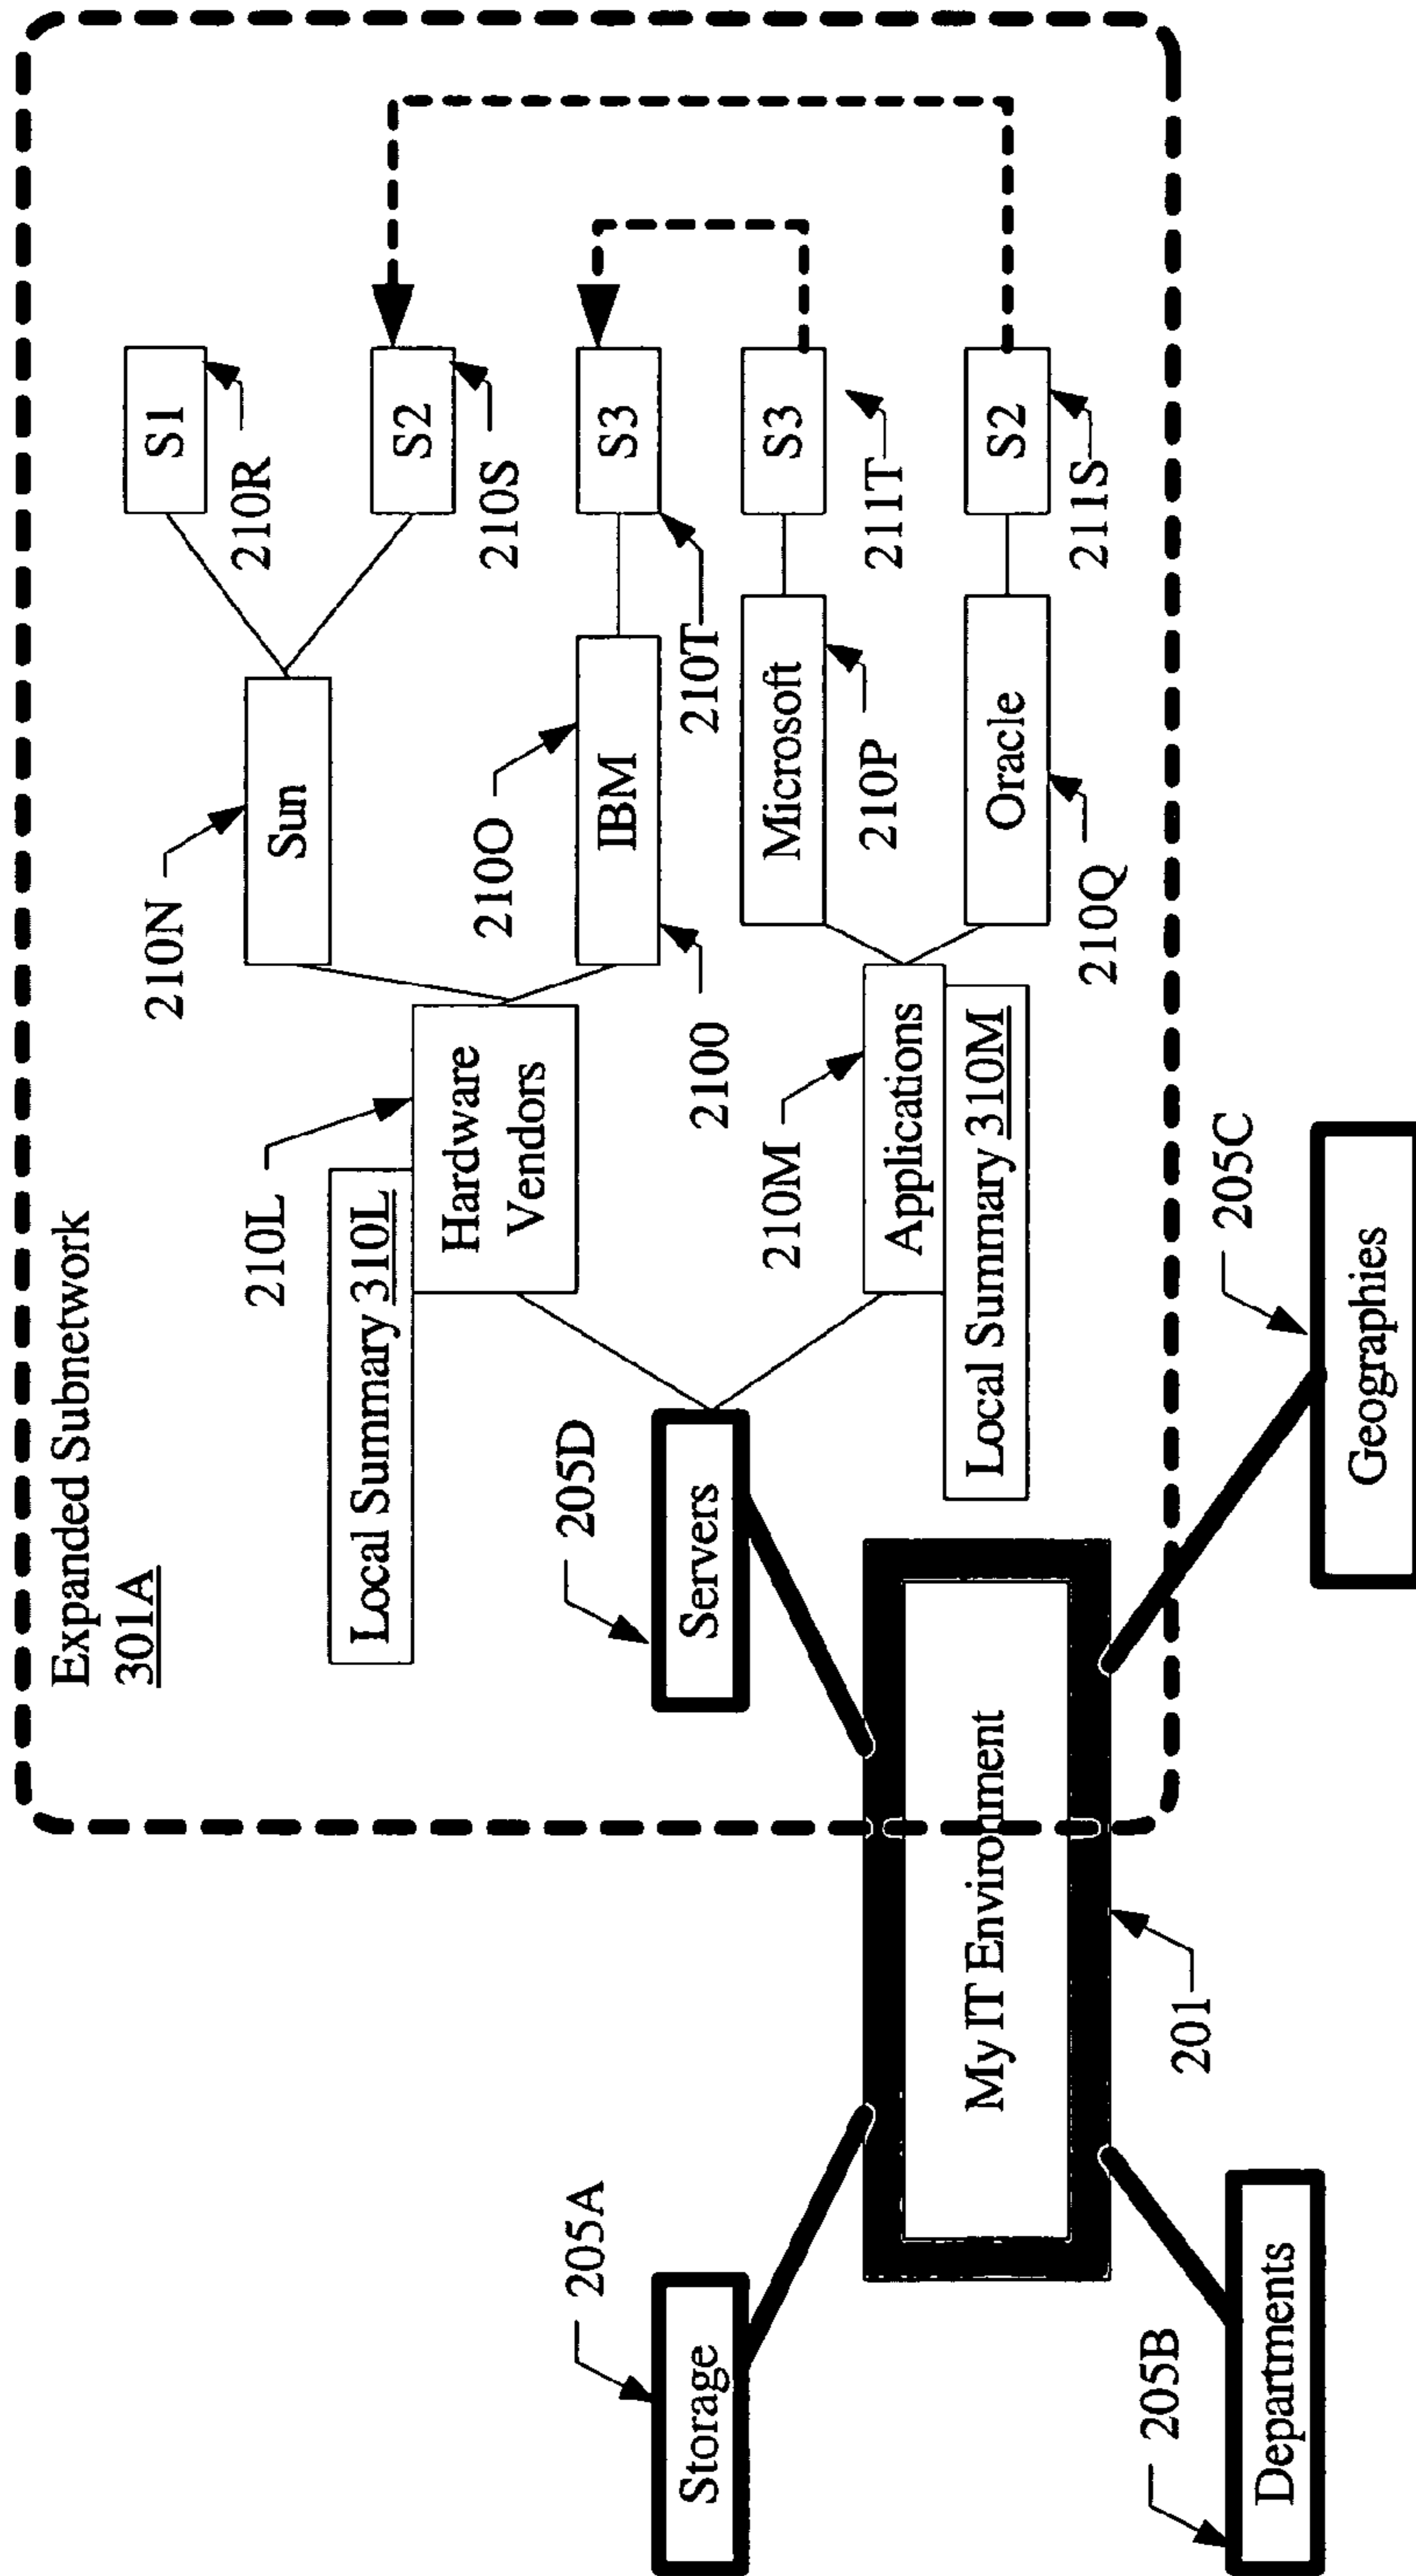 Expanded Subnetwork
301A
210N
Sun
S1
210R
S2
210S
210L
Local Summary 310L
Hardware
Vendors
210O
IBM
2100
S3
210T
205D
Servers
210M
Applications
Local Summary 310M
Microsoft
210P
S3
211T
Oracle
210Q
S2
211S
205A
Storage
My IT Environment
201
205B
Departments
205C
Geographies